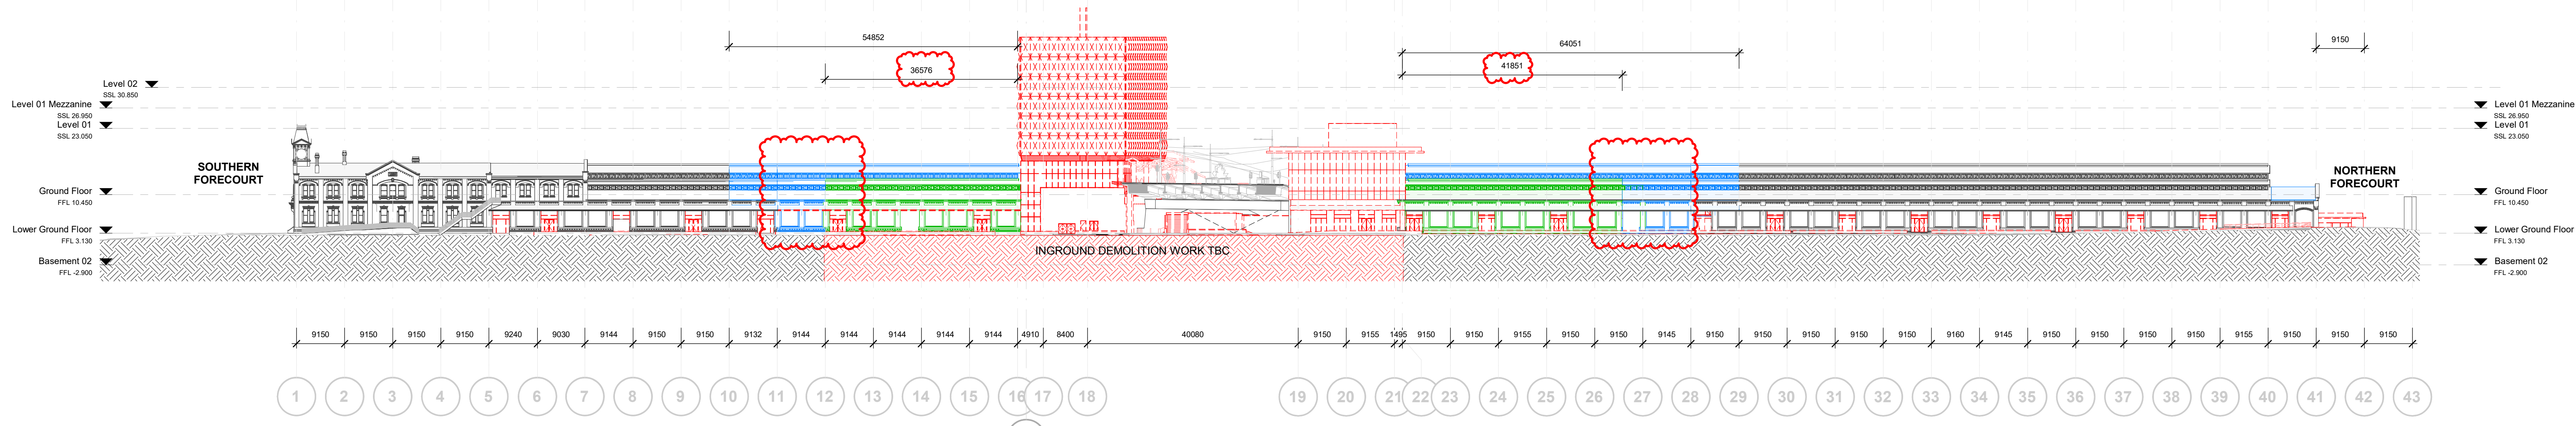 54852
36576
64051
41851
9150
Level 02
SSL 30.850
Level 01 Mezzanine
SSL 26.950
Level 01
SSL 23.050
Level 01 Mezzanine
SSL 26.950
Level 01
SSL 23.050
SOUTHERN
FORECOURT
NORTHERN
FORECOURT
Ground Floor
FFL 10.450
Ground Floor
FFL 10.450
Lower Ground Floor
FFL 3.130
Lower Ground Floor
FFL 3.130
INGROUND DEMOLITION WORK TBC
Basement 02
FFL -2.900
Basement 02
FFL -2.900
9150 9150 9150 9150 9240 9030 9144 9150 9150 9132 9144 9144 9144 9144 9144 4910 8400 40080 9150 9155 1495 9150 9150 9155 9150 9150 9145 9150 9150 9150 9150 9150 9160 9145 9150 9150 9150 9150 9155 9150 9150 9150
1 2 3 4 5 6 7 8 9 10 11 12 13 14 15 16 17 18 19 20 21 22 23 24 25 26 27 28 29 30 31 32 33 34 35 36 37 38 39 40 41 42 43